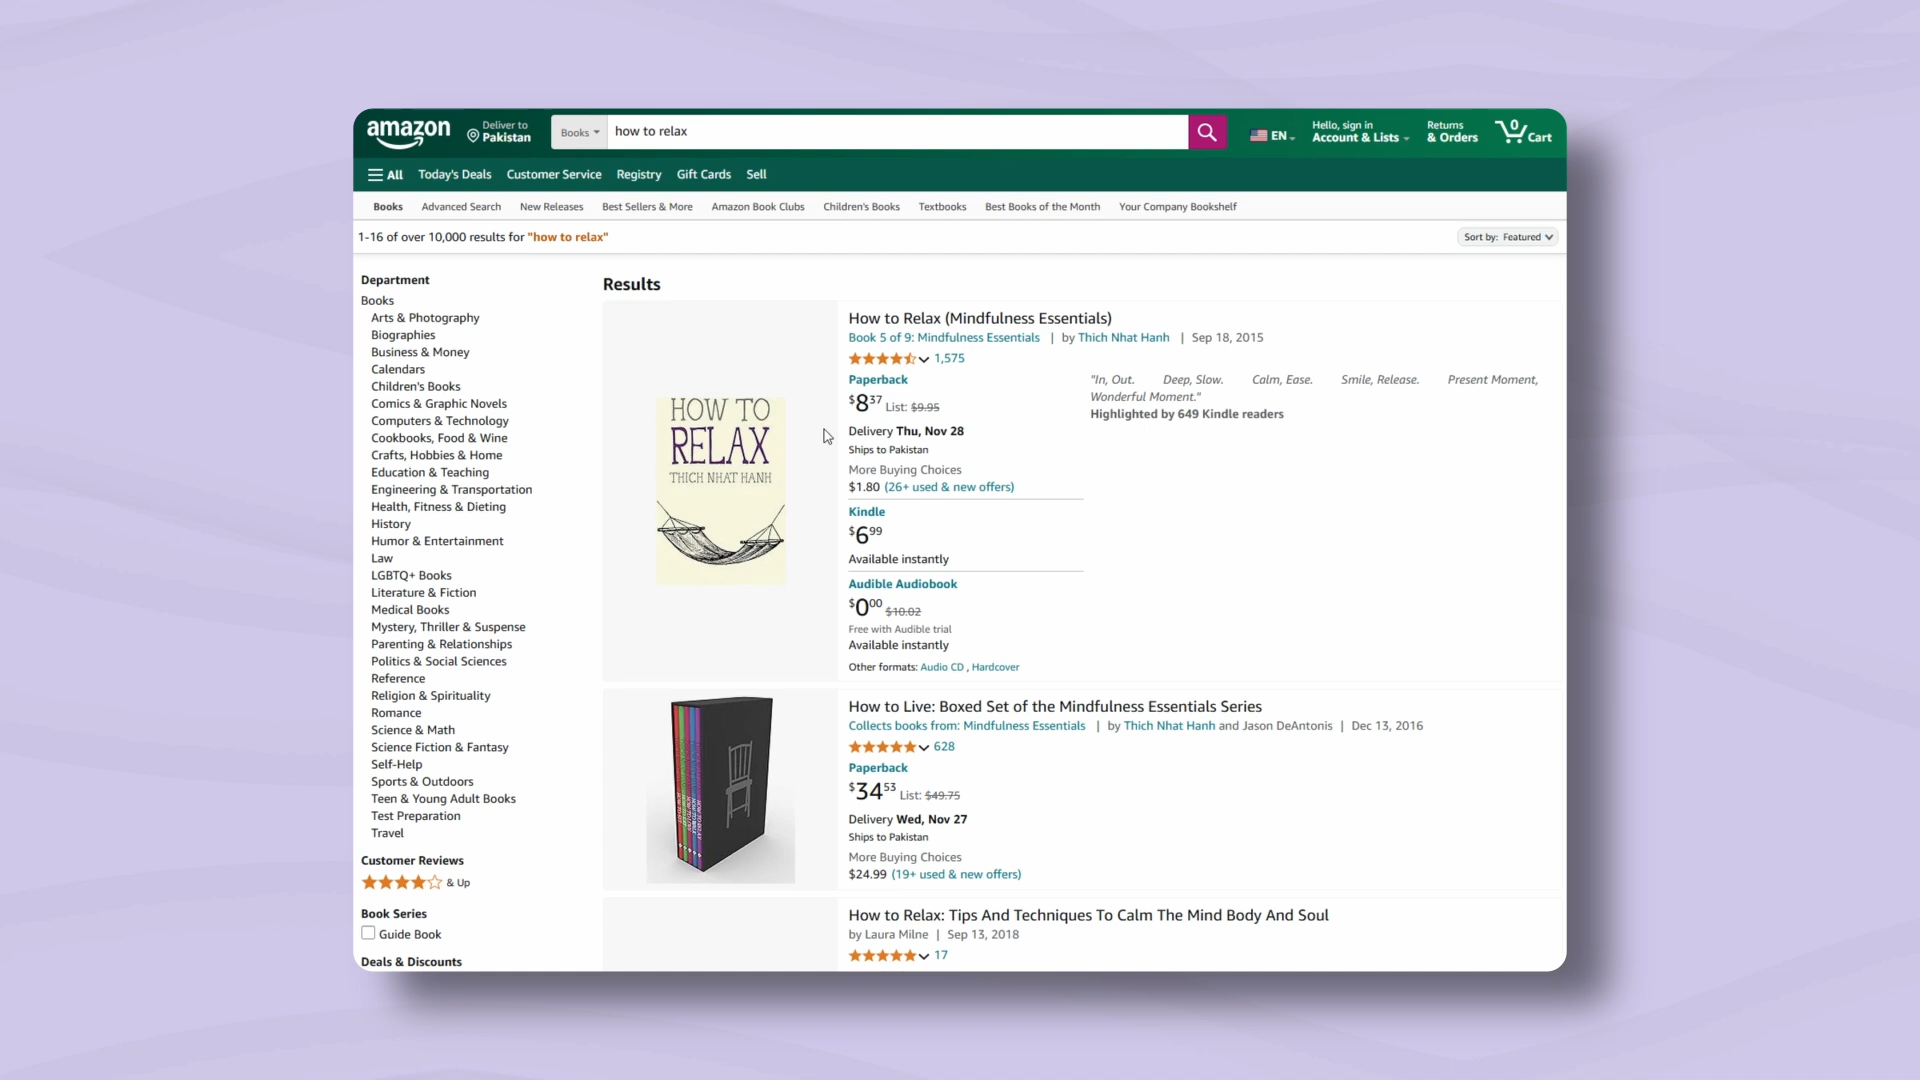 amazon
Deliver to
Pakistan
Books
how to relax
EN
Hello, sign in
Account & Lists
Returns
& Orders
0
Cart
All
Today's Deals
Customer Service
Registry
Gift Cards
Sell
Books
Advanced Search
New Releases
Best Sellers & More
Amazon Book Clubs
Children's Books
Textbooks
Best Books of the Month
Your Company Bookshelf
1-16 of over 10,000 results for "how to relax"
Sort by: Featured
Department
Books
Arts & Photography
Biographies
Business & Money
Calendars
Children's Books
Comics & Graphic Novels
Computers & Technology
Cookbooks, Food & Wine
Crafts, Hobbies & Home
Education & Teaching
Engineering & Transportation
Health, Fitness & Dieting
History
Humor & Entertainment
Law
LGBTQ+ Books
Literature & Fiction
Medical Books
Mystery, Thriller & Suspense
Parenting & Relationships
Politics & Social Sciences
Reference
Religion & Spirituality
Romance
Science & Math
Science Fiction & Fantasy
Self-Help
Sports & Outdoors
Teen & Young Adult Books
Test Preparation
Travel
Customer Reviews
& Up
Book Series
Guide Book
Deals & Discounts
Results
HOW TO
RELAX
THICH NHAT HANH
How to Relax (Mindfulness Essentials)
Book 5 of 9: Mindfulness Essentials | by Thich Nhat Hanh | Sep 18, 2015
1,575
Paperback
$8.37 List: $9.95
Delivery Thu, Nov 28
Ships to Pakistan
More Buying Choices
$1.80 (26+ used & new offers)
"In, Out. Deep, Slow. Calm, Ease. Smile, Release. Present Moment,
Wonderful Moment."
Highlighted by 649 Kindle readers
Kindle
$6.99
Available instantly
Audible Audiobook
$0.00 $10.02
Free with Audible trial
Available instantly
Other formats: Audio CD , Hardcover
How to Live: Boxed Set of the Mindfulness Essentials Series
Collects books from: Mindfulness Essentials | by Thich Nhat Hanh and Jason DeAntonis | Dec 13, 2016
628
Paperback
$34.53 List: $49.75
Delivery Wed, Nov 27
Ships to Pakistan
More Buying Choices
$24.99 (19+ used & new offers)
How to Relax: Tips And Techniques To Calm The Mind Body And Soul
by Laura Milne | Sep 13, 2018
17